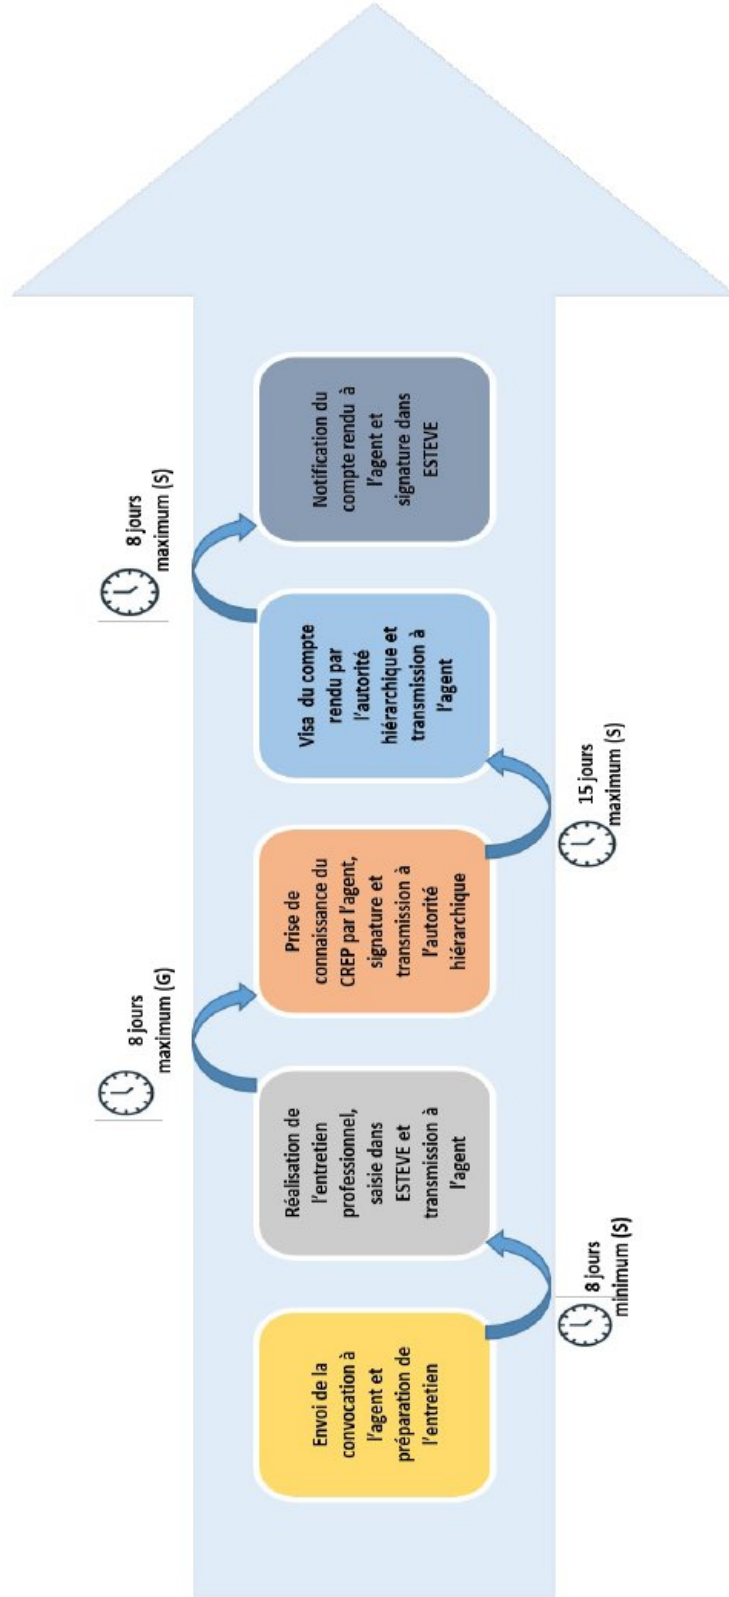 Envoi de la
convocation à
l'agent et
préparation de
l'entretien
8 jours
minimum (S)
Réalisation de
l'entretien
professionnel,
saisie dans
ESTEVE et
transmission à
l'agent
8 jours
maximum (G)
Prise de
connaissance du
CREP par l'agent,
signature et
transmission à
l'autorité
hiérarchique
15 jours
maximum (S)
Visa du compte
rendu par
l'autorité
hiérarchique et
transmission à
l'agent
8 jours
maximum (S)
Notification du
compte rendu à
l'agent et
signature dans
ESTEVE